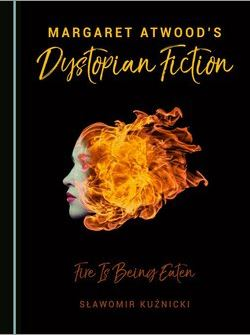 MARGARET ATWOOD'S
Dystopian Fiction
Fire Is Being Eaten
SŁAWOMIR KUŹNICKI